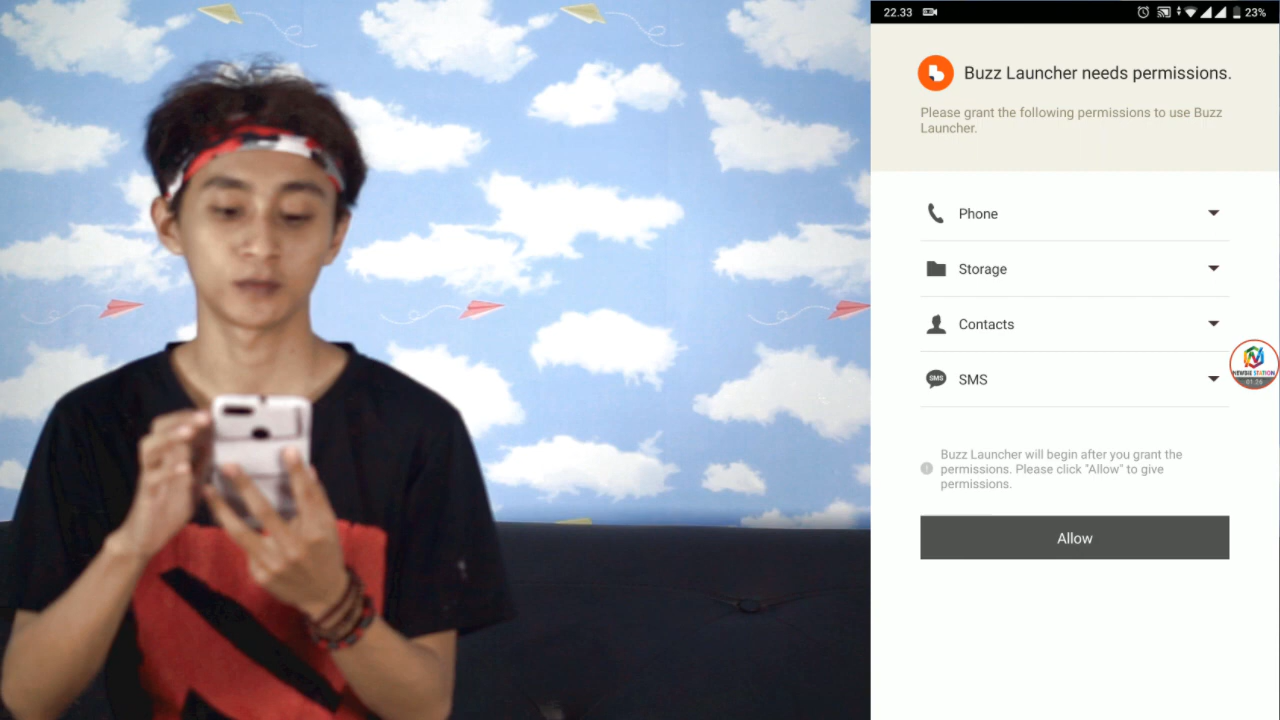 22.33
23%
Buzz Launcher needs permissions.
Please grant the following permissions to use Buzz
Launcher.
Phone
Storage
Contacts
SMS
SMS
NEWBIE STATION
01:26
Buzz Launcher will begin after you grant the
permissions. Please click "Allow" to give
permissions.
Allow